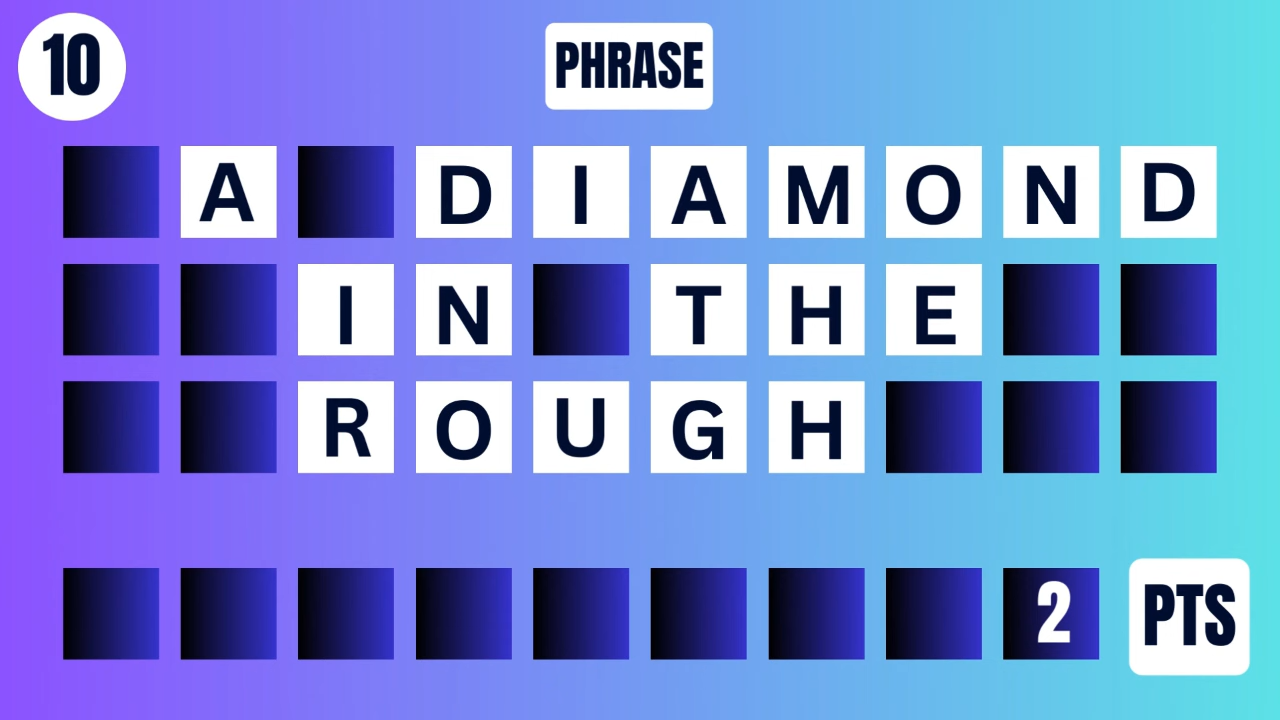 10
PHRASE
A DIAMOND
IN THE
ROUGH
2 PTS